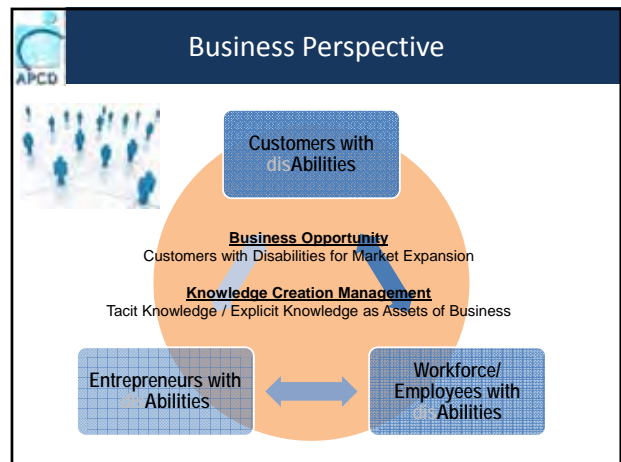 APCD
Business Perspective
Customers with
disAbilities
Business Opportunity
Customers with Disabilities for Market Expansion
Knowledge Creation Management
Tacit Knowledge / Explicit Knowledge as Assets of Business
Entrepreneurs with
disAbilities
Workforce/
Employees with
disAbilities